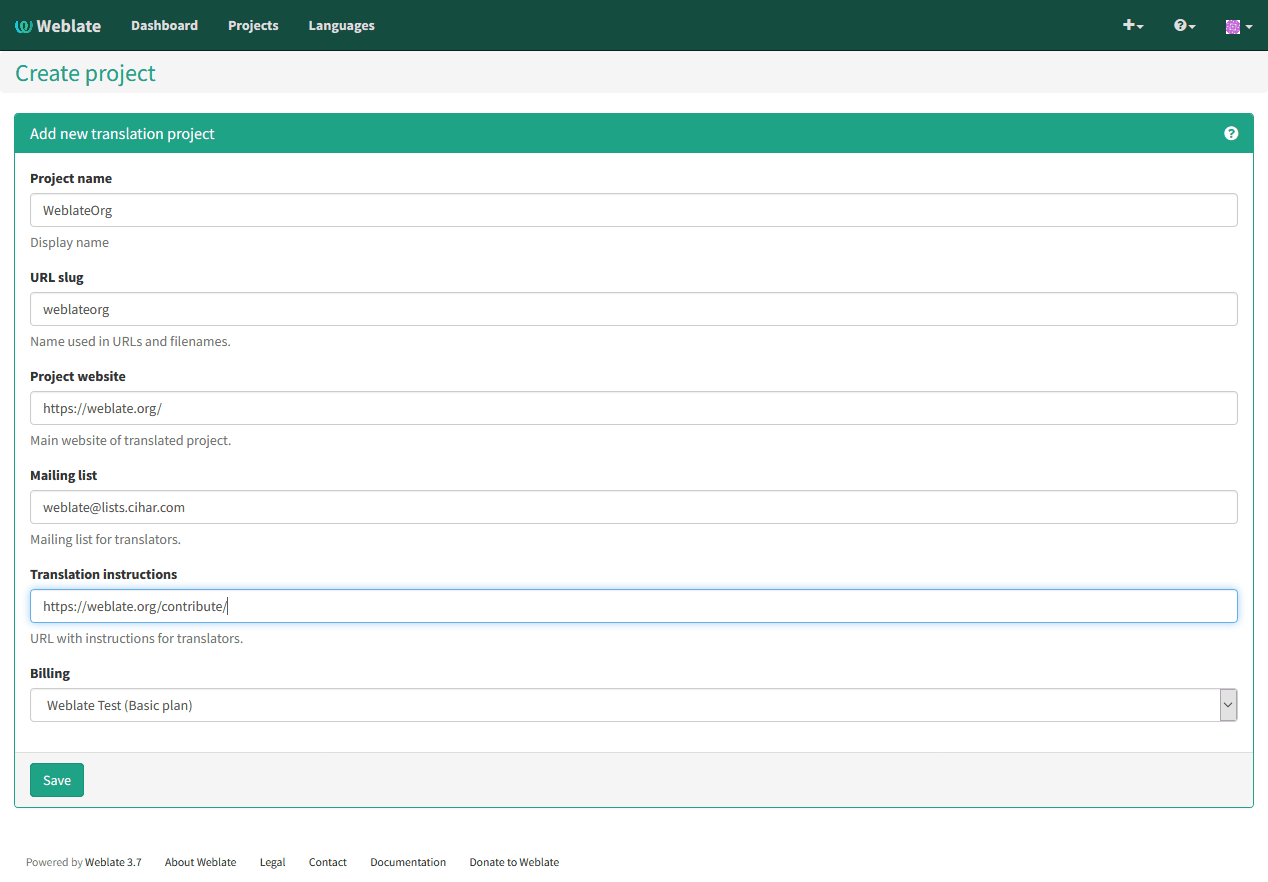 Weblate Dashboard Projects Languages
Create project
Add new translation project
Project name
WeblateOrg
Display name
URL slug
weblateorg
Name used in URLs and filenames.
Project website
https://weblate.org/
Main website of translated project.
Mailing list
weblate@lists.cihar.com
Mailing list for translators.
Translation instructions
https://weblate.org/contribute/
URL with instructions for translators.
Billing
Weblate Test (Basic plan)
Save
Powered by Weblate 3.7 About Weblate Legal Contact Documentation Donate to Weblate